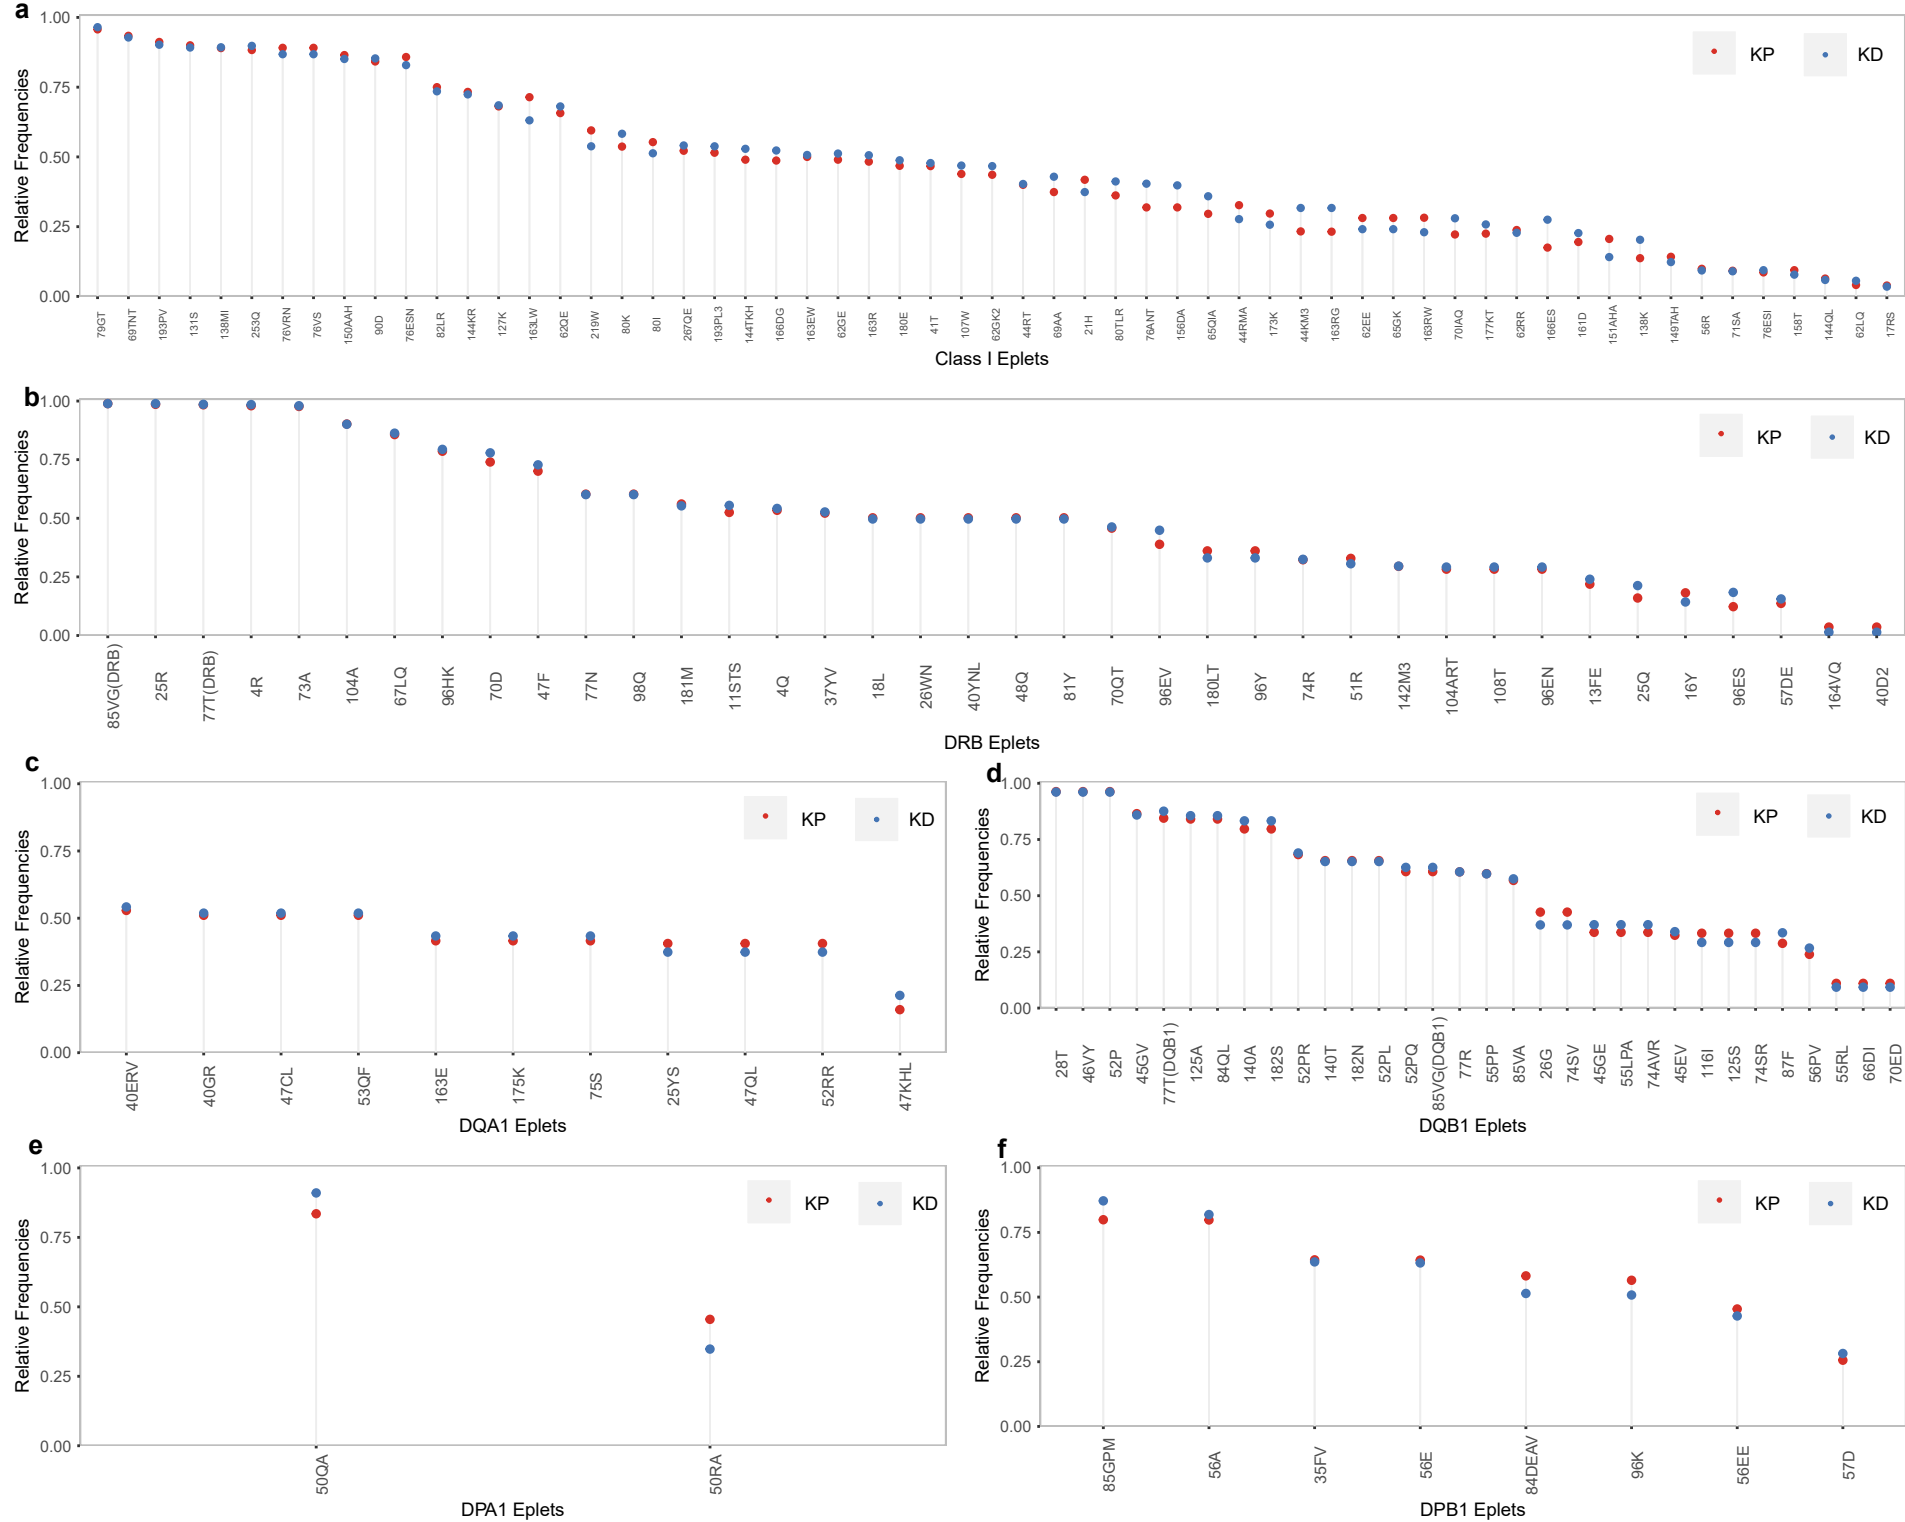 a
1.00
0.75
0.50
0.25
0.00
Relative Frequencies
KP
KD
79GT 69TNT 193PV 131S 138MI 253Q 76VRN 76VS 150AAH 90D 76ESN 82LR 144KR 127K 163LW 62QE 219W 80K 80I 267QE 193PL3 144TKH 166DG 163EW 62GE 163R 180E 41T 107W 62GK2 44RT 69AA 21H 80TLR 79ANT 156DA 65QIA 44RMA 173K 44KM3 163RG 62EE 65GK 163RW 70IAQ 177KT 62RR 166ES 161D 151AHA 138K 149TAH 56R 71SA 76ESI 158T 144QL 62LQ 17RS
Class I Eplets
b
1.00
0.75
0.50
0.25
0.00
Relative Frequencies
KP
KD
85VG(DRB) 25R 77T(DRB) 4R 73A 104A 67LQ 96HK 70D 47F 77N 98Q 181M 11STS 4Q 37YV 18L 26WN 40YNL 48Q 81Y 70QT 96EV 180LT 96Y 74R 51R 142M3 104ART 108T 96EN 13FE 25Q 16Y 96ES 57DE 164VQ 40D2
DRB Eplets
c
1.00
0.75
0.50
0.25
0.00
Relative Frequencies
KP
KD
40ERV 40GR 47CL 53QF 163E 175K 75S 25YS 47QL 52RR 47KHL
DQA1 Eplets
d
1.00
0.75
0.50
0.25
0.00
Relative Frequencies
KP
KD
28T 46VY 52P 45GV 77T(DQB1) 125A 84QL 140A 182S 52PR 140T 182N 52PL 52PQ 85VG(DQB1) 77R 55PP 85VA 26G 74SV 45GE 55LPA 74AVR 45EV 116I 125S 74SR 87F 56PV 55RL 66DI 70ED
DQB1 Eplets
e
1.00
0.75
0.50
0.25
0.00
Relative Frequencies
KP
KD
50QA 50RA
DPA1 Eplets
f
1.00
0.75
0.50
0.25
0.00
Relative Frequencies
KP
KD
85GPM 56A 35FV 56E 84DEAV 96K 56EE 57D
DPB1 Eplets